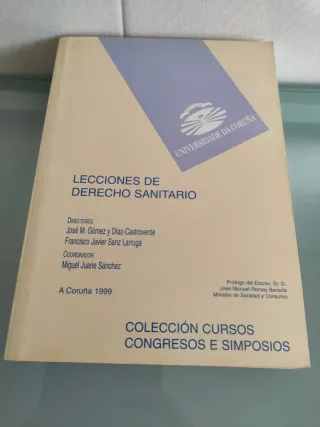 UNIVERSIDADE DA CORUÑA
LECCIONES DE
DERECHO SANITARIO
DIRECTORES:
José M. Gómez y Díaz-Castroverde
Francisco Javier Sanz Larruga
COORDINADOR:
Miguel Juane Sánchez
Prólogo del Excmo. Sr. D.
José Manuel Romay Beccaría
Ministro de Sanidad y Consumo
A Coruña 1999
COLECCIÓN CURSOS
CONGRESOS E SIMPOSIOS